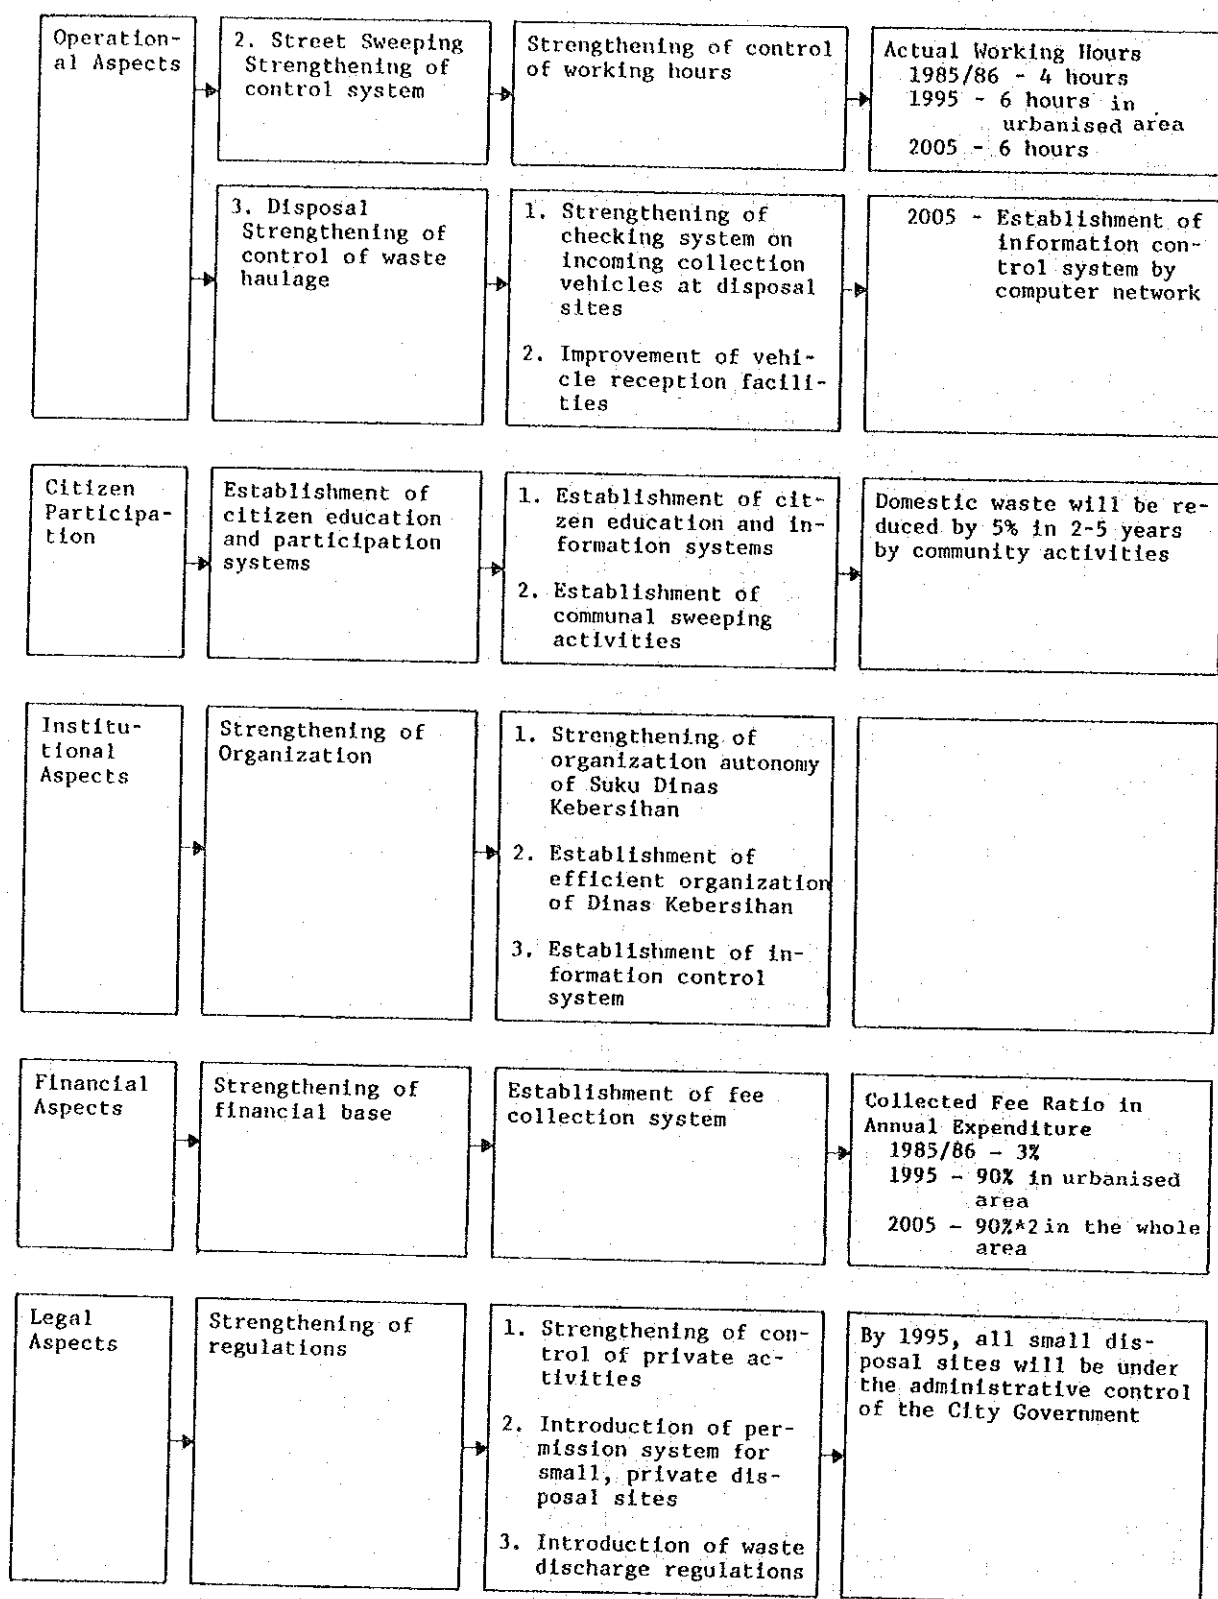 Operation-
al Aspects
2. Street Sweeping
Strengthening of
control system
Strengthening of control
of working hours
Actual Working Hours
1985/86 - 4 hours
1995 - 6 hours in
urbanised area
2005 - 6 hours
3. Disposal
Strengthening of
control of waste
haulage
1. Strengthening of
checking system on
incoming collection
vehicles at disposal
sites
2. Improvement of vehi-
cle reception facili-
ties
2005 - Establishment of
information con-
trol system by
computer network
Citizen
Participa-
tion
Establishment of
citizen education
and participation
systems
1. Establishment of cit-
zen education and in-
formation systems
2. Establishment of
communal sweeping
activities
Domestic waste will be re-
duced by 5% in 2-5 years
by community activities
Institu-
tional
Aspects
Strengthening of
Organization
1. Strengthening of
organization autonomy
of Suku Dinas
Kebersihan
2. Establishment of
efficient organization
of Dinas Kebersihan
3. Establishment of in-
formation control
system
Financial
Aspects
Strengthening of
financial base
Establishment of fee
collection system
Collected Fee Ratio in
Annual Expenditure
1985/86 - 3%
1995 - 90% in urbanised
area
2005 - 90%*2 in the whole
area
Legal
Aspects
Strengthening of
regulations
1. Strengthening of con-
trol of private ac-
tivities
2. Introduction of per-
mission system for
small, private dis-
posal sites
3. Introduction of waste
discharge regulations
By 1995, all small dis-
posal sites will be under
the administrative control
of the City Government